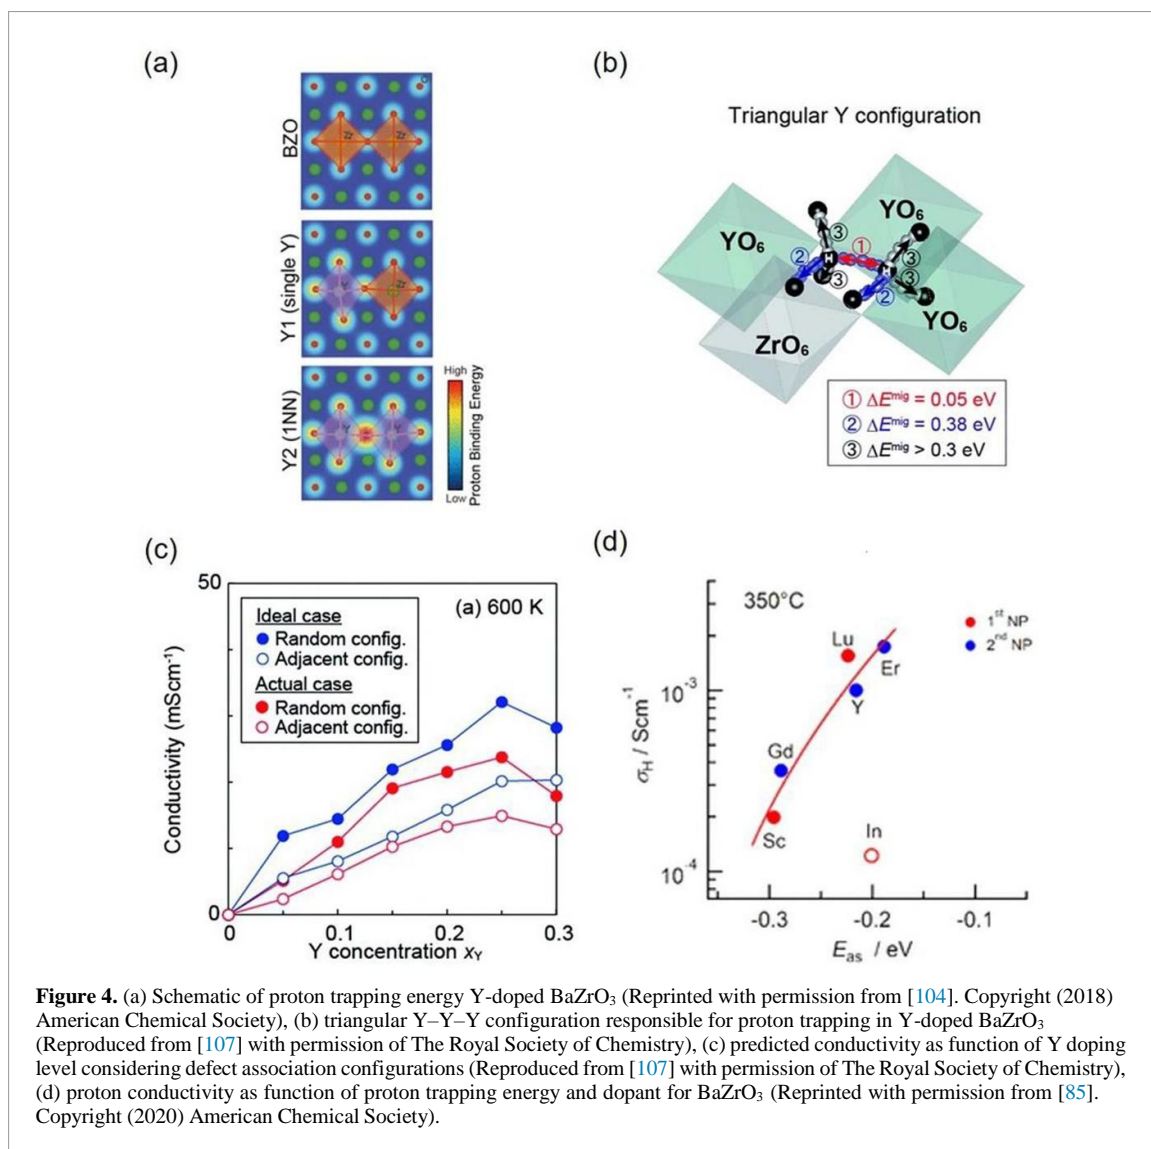 (a)
BZO
Y1 (single Y)
Y2 (1NN)
Zr
Zr
Y
Zr
Y
Y
High
Low
Proton Binding Energy
(b)
Triangular Y configuration
YO₆
YO₆
YO₆
ZrO₆
H
H
①
②
②
③
③
③
③
① ΔEᵐⁱᵍ = 0.05 eV
② ΔEᵐⁱᵍ = 0.38 eV
③ ΔEᵐⁱᵍ > 0.3 eV
(c)
50
0
Conductivity (mScm⁻¹)
(a) 600 K
Ideal case
Random config.
Adjacent config.
Actual case
Random config.
Adjacent config.
0 0.1 0.2 0.3
Y concentration xY
(d)
350°C
1st NP
2nd NP
Lu
Er
Y
Gd
Sc
In
10⁻³
10⁻⁴
σH / Scm⁻¹
-0.3 -0.2 -0.1
Eas / eV
Figure 4. (a) Schematic of proton trapping energy Y-doped BaZrO₃ (Reprinted with permission from [104]. Copyright (2018)
American Chemical Society), (b) triangular Y–Y–Y configuration responsible for proton trapping in Y-doped BaZrO₃
(Reproduced from [107] with permission of The Royal Society of Chemistry), (c) predicted conductivity as function of Y doping
level considering defect association configurations (Reproduced from [107] with permission of The Royal Society of Chemistry),
(d) proton conductivity as function of proton trapping energy and dopant for BaZrO₃ (Reprinted with permission from [85].
Copyright (2020) American Chemical Society).